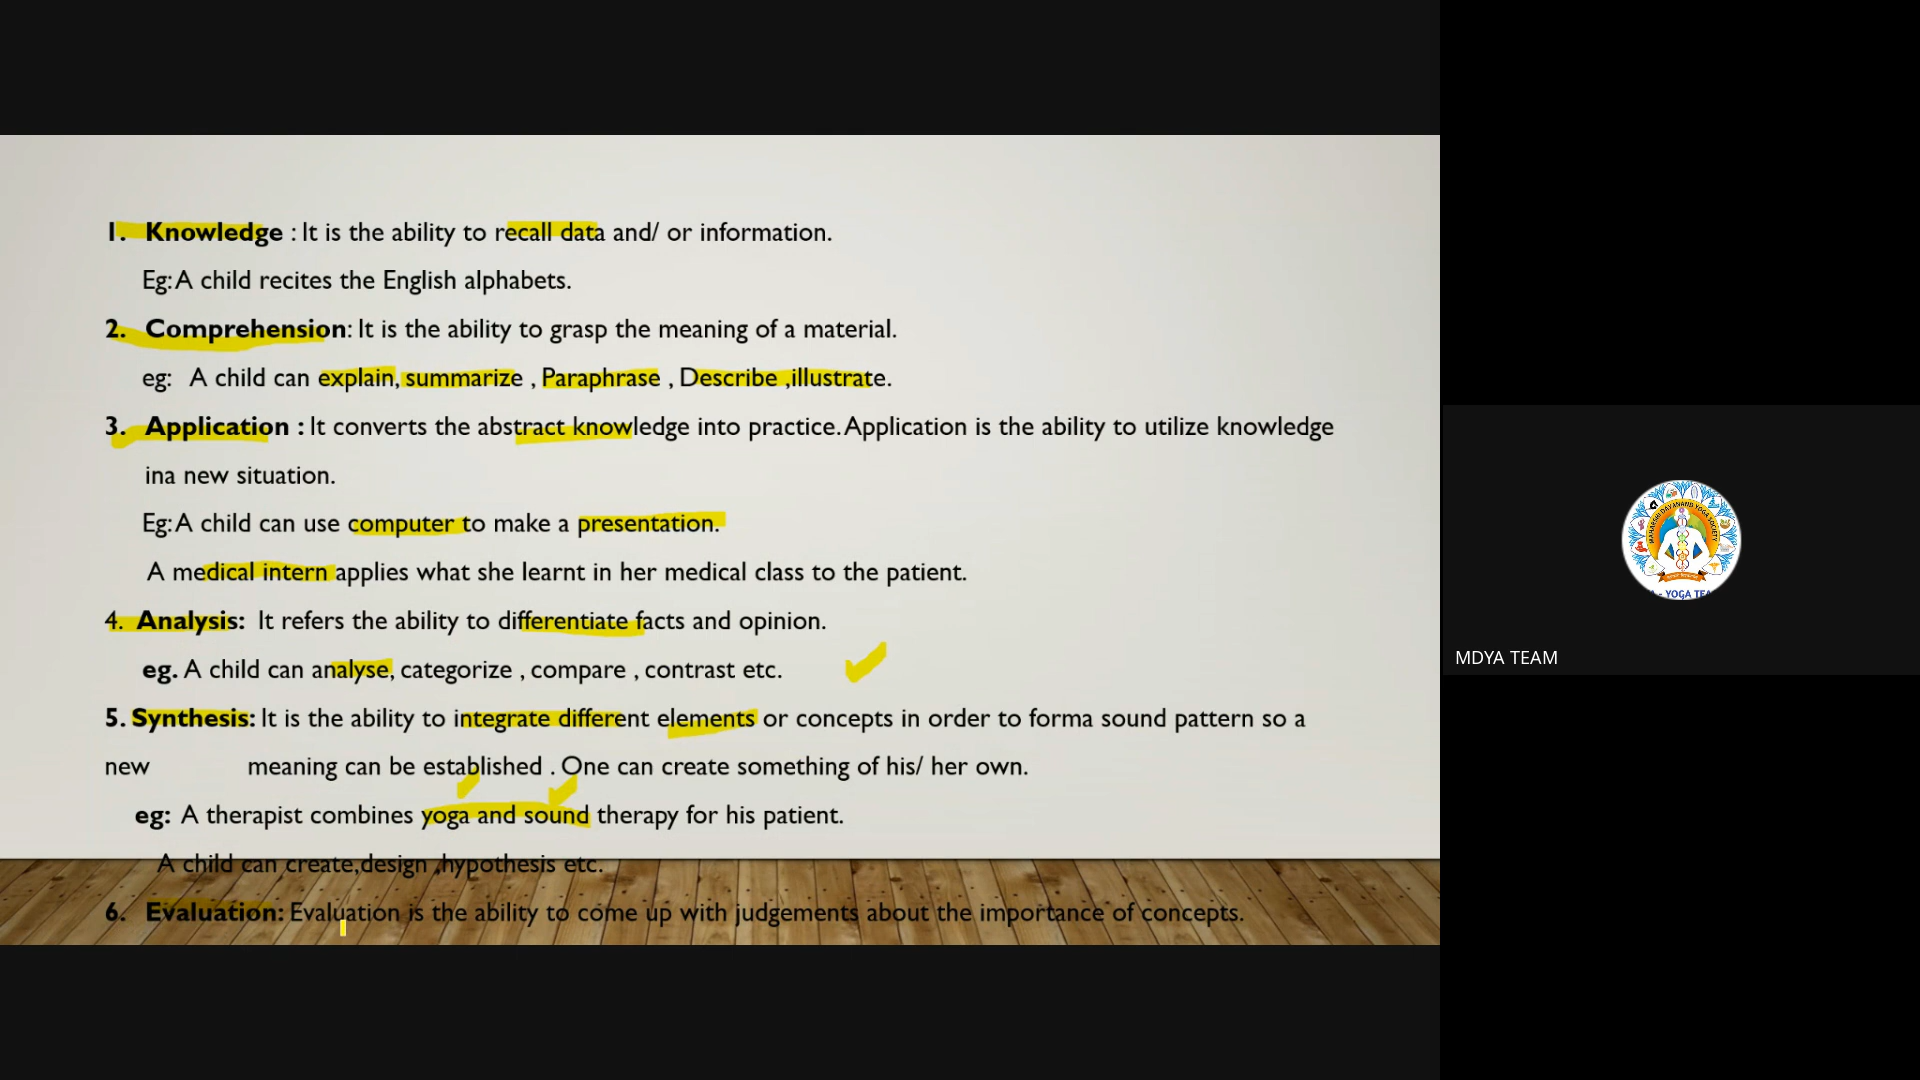 1. Knowledge : It is the ability to recall data and/ or information.
Eg: A child recites the English alphabets.
2. Comprehension: It is the ability to grasp the meaning of a material.
eg: A child can explain, summarize , Paraphrase , Describe ,illustrate.
3. Application : It converts the abstract knowledge into practice. Application is the ability to utilize knowledge
ina new situation.
Eg: A child can use computer to make a presentation.
A medical intern applies what she learnt in her medical class to the patient.
4. Analysis: It refers the ability to differentiate facts and opinion.
eg. A child can analyse, categorize , compare , contrast etc.
5. Synthesis: It is the ability to integrate different elements or concepts in order to forma sound pattern so a
new meaning can be established . One can create something of his/ her own.
eg: A therapist combines yoga and sound therapy for his patient.
A child can create,design ,hypothesis etc.
6. Evaluation: Evaluation is the ability to come up with judgements about the importance of concepts.
MAHARSHI DAYANAND YOGA SOCIETY
- YOGA TEA
MDYA TEAM